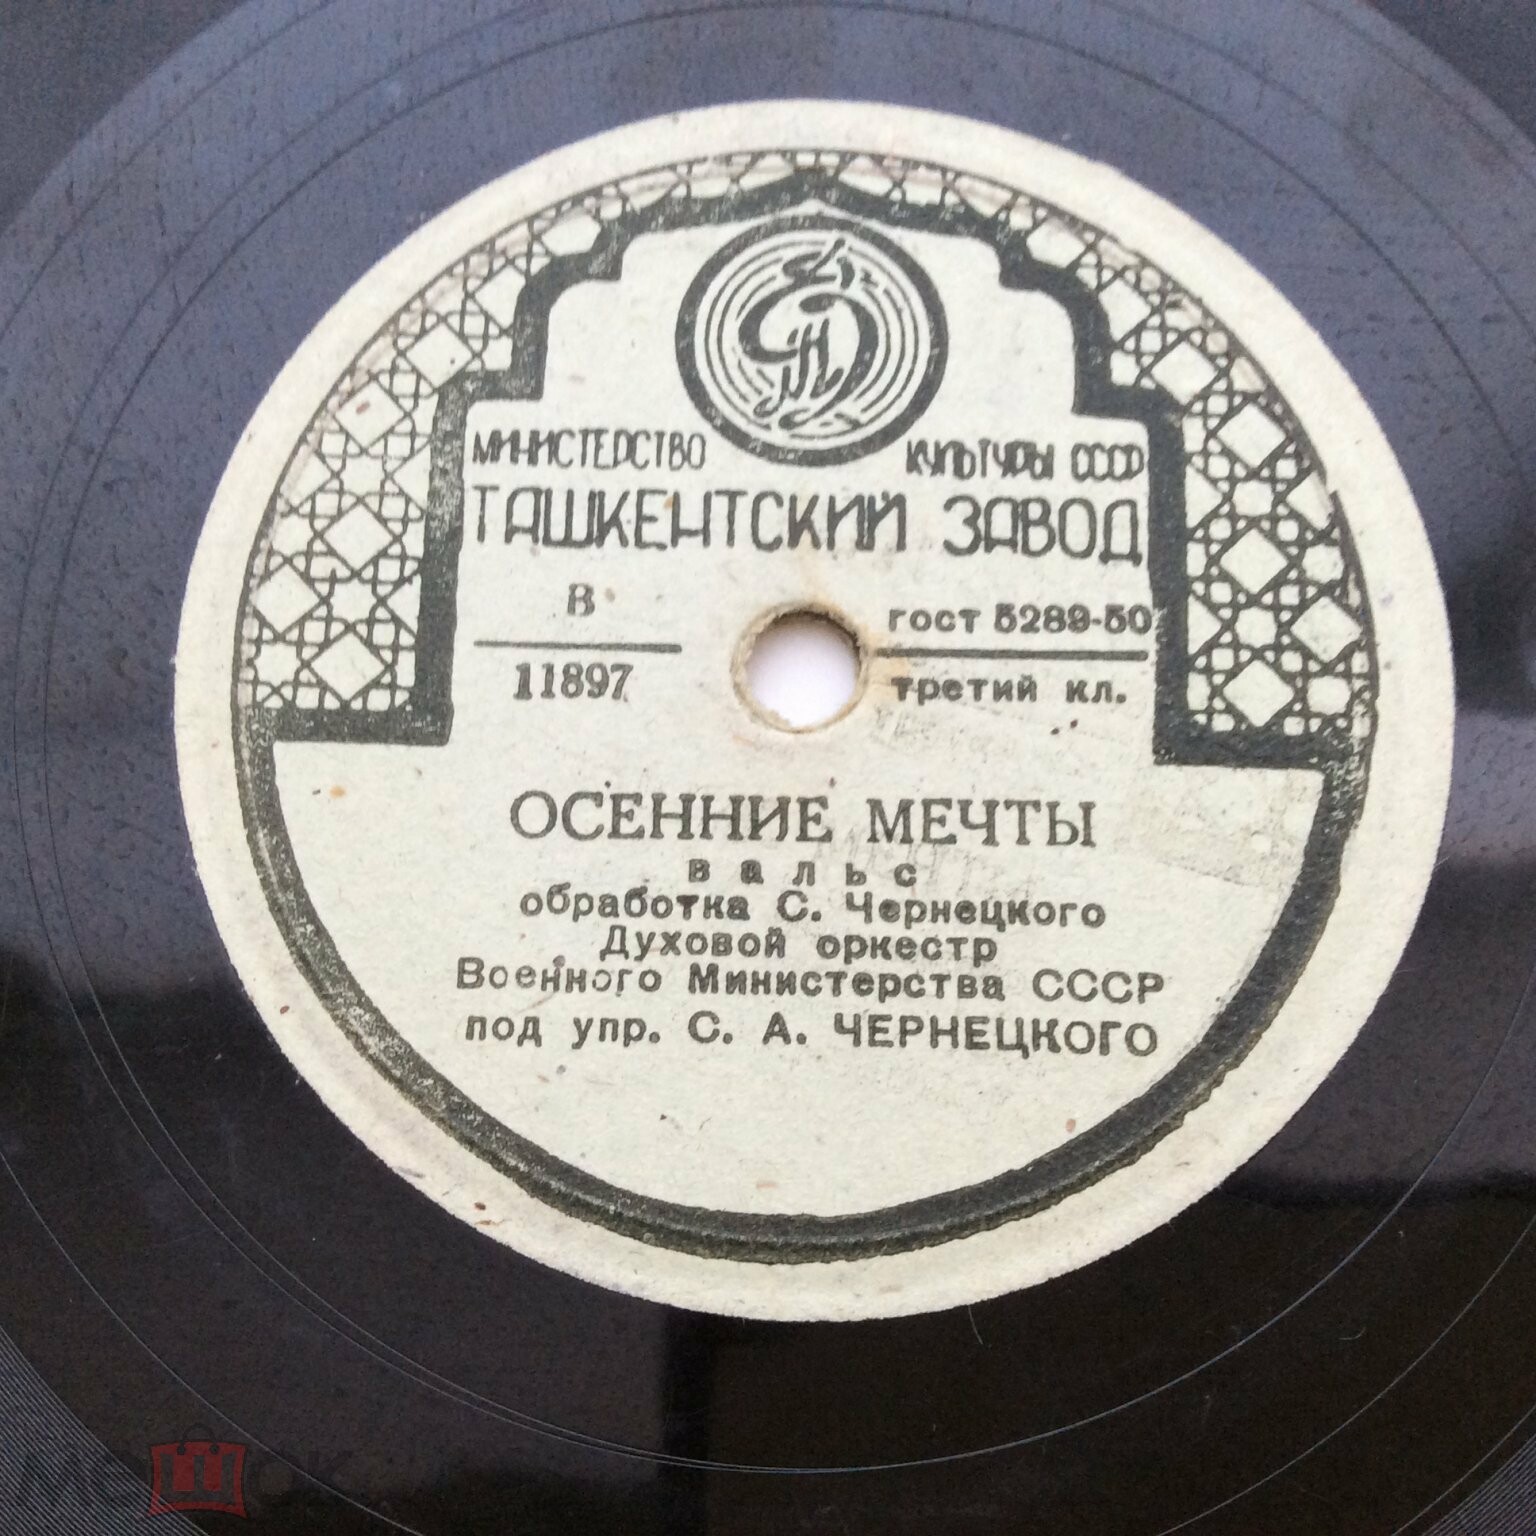 МИНИСТЕРСТВО КУЛЬТУРЫ СССР
ТАШКЕНТСКИЙ ЗАВОД
В
11897
гост 5289-50
третий кл.
ОСЕННИЕ МЕЧТЫ
вальс
обработка С. Чернецкого
Духовой оркестр
Военного Министерства СССР
под упр. С. А. ЧЕРНЕЦКОГО
Мешок